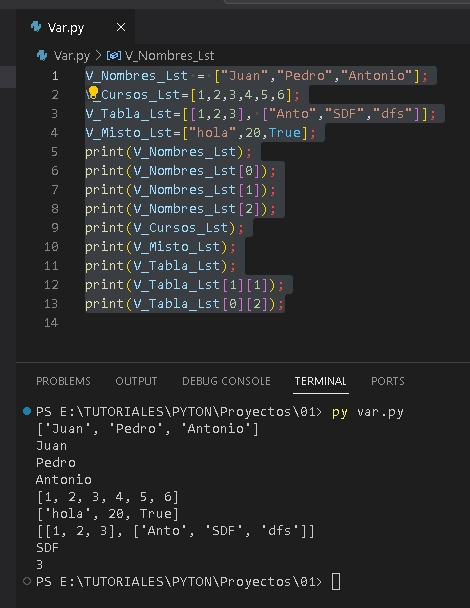 Var.py ×
Var.py > V_Nombres_Lst
1 V_Nombres_Lst = ["Juan","Pedro","Antonio"];
2 V_Cursos_Lst=[1,2,3,4,5,6];
3 V_Tabla_Lst=[[1,2,3], ["Anto","SDF","dfs"]];
4 V_Misto_Lst=["hola",20,True];
5 print(V_Nombres_Lst);
6 print(V_Nombres_Lst[0]);
7 print(V_Nombres_Lst[1]);
8 print(V_Nombres_Lst[2]);
9 print(V_Cursos_Lst);
10 print(V_Misto_Lst);
11 print(V_Tabla_Lst);
12 print(V_Tabla_Lst[1][1]);
13 print(V_Tabla_Lst[0][2]);
14
PROBLEMS OUTPUT DEBUG CONSOLE TERMINAL PORTS
PS E:\TUTORIALES\PYTON\Proyectos\01> py var.py
['Juan', 'Pedro', 'Antonio']
Juan
Pedro
Antonio
[1, 2, 3, 4, 5, 6]
['hola', 20, True]
[[1, 2, 3], ['Anto', 'SDF', 'dfs']]
SDF
3
PS E:\TUTORIALES\PYTON\Proyectos\01>